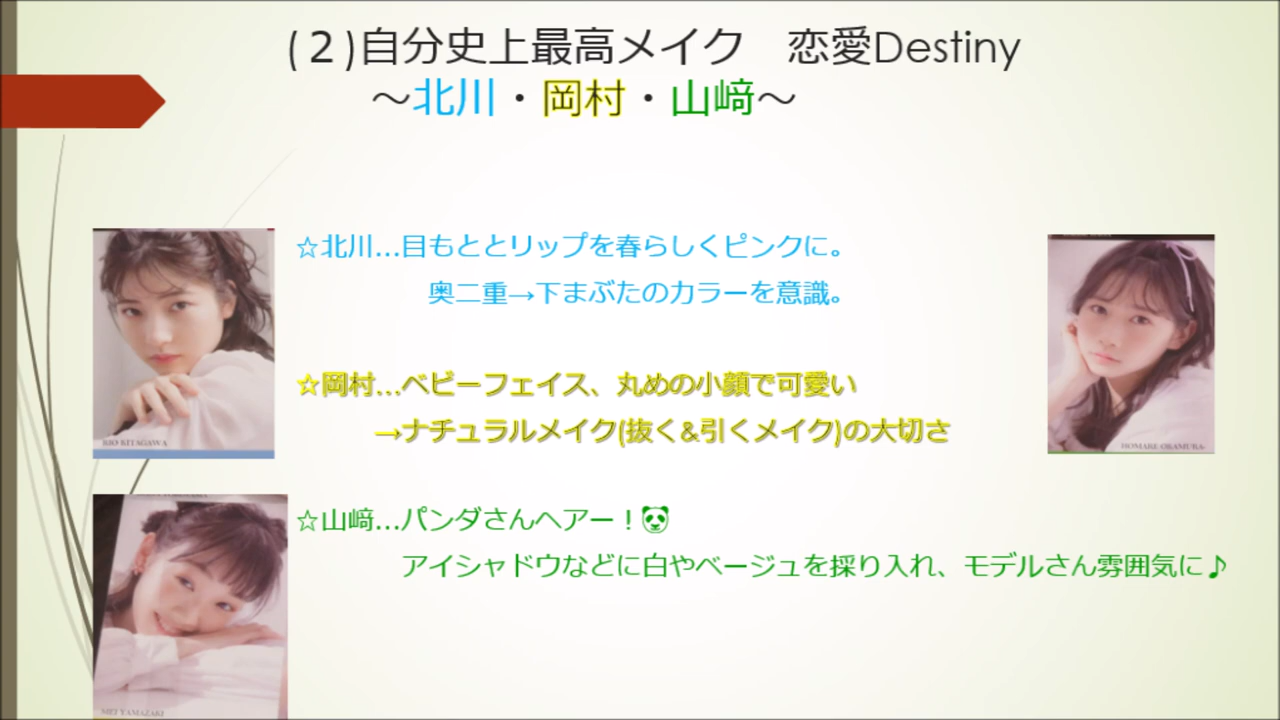 (２)自分史上最高メイク　恋愛Destiny
～北川・岡村・山﨑～
☆北川…目もととリップを春らしくピンクに。
奥二重→下まぶたのカラーを意識。
☆岡村…ベビーフェイス、丸めの小顔で可愛い
→ナチュラルメイク(抜く&引くメイク)の大切さ
☆山﨑…パンダさんヘアー！🐼
アイシャドウなどに白やベージュを採り入れ、モデルさん雰囲気に♪
RIO KITAGAWA
HOMARE OKAMURA
MEI YAMAZAKI